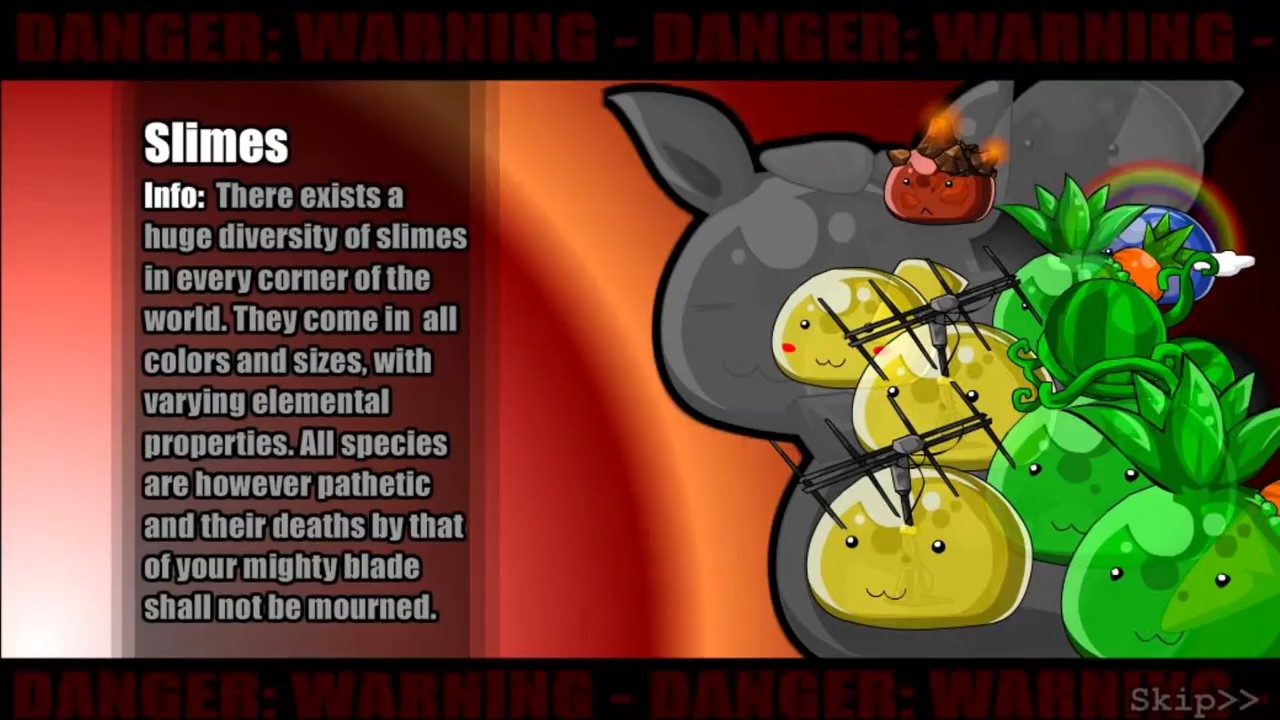 DANGER: WARNING - DANGER: WARNING -
Slimes
Info: There exists a
huge diversity of slimes
in every corner of the
world. They come in all
colors and sizes, with
varying elemental
properties. All species
are however pathetic
and their deaths by that
of your mighty blade
shall not be mourned.
DANGER: WARNING - DANGER: WARNING -
Skip>>